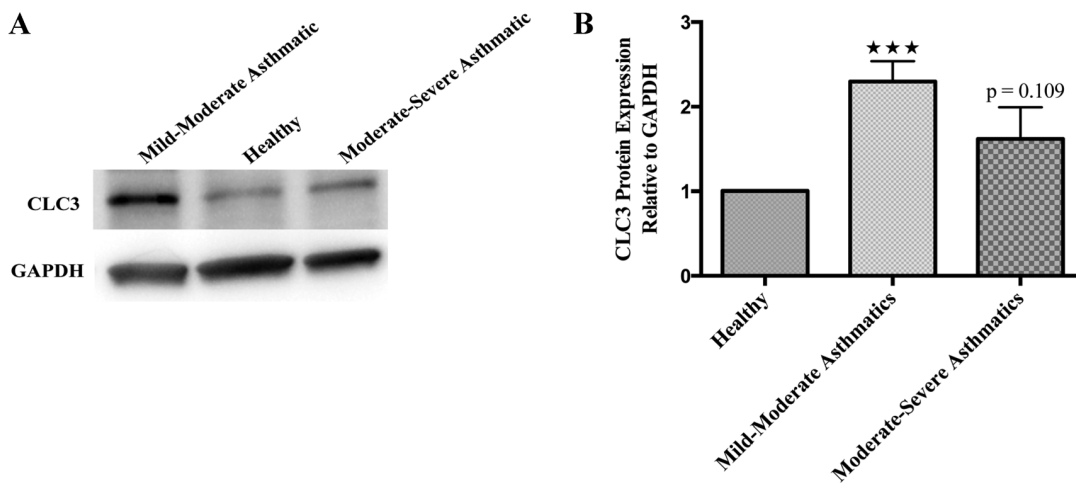 A
Mild-Moderate Asthmatic
Healthy
Moderate-Severe Asthmatic
CLC3
GAPDH
B
CLC3 Protein Expression
Relative to GAPDH
3
2
1
0
★★★
p = 0.109
Healthy
Mild-Moderate Asthmatics
Moderate-Severe Asthmatics